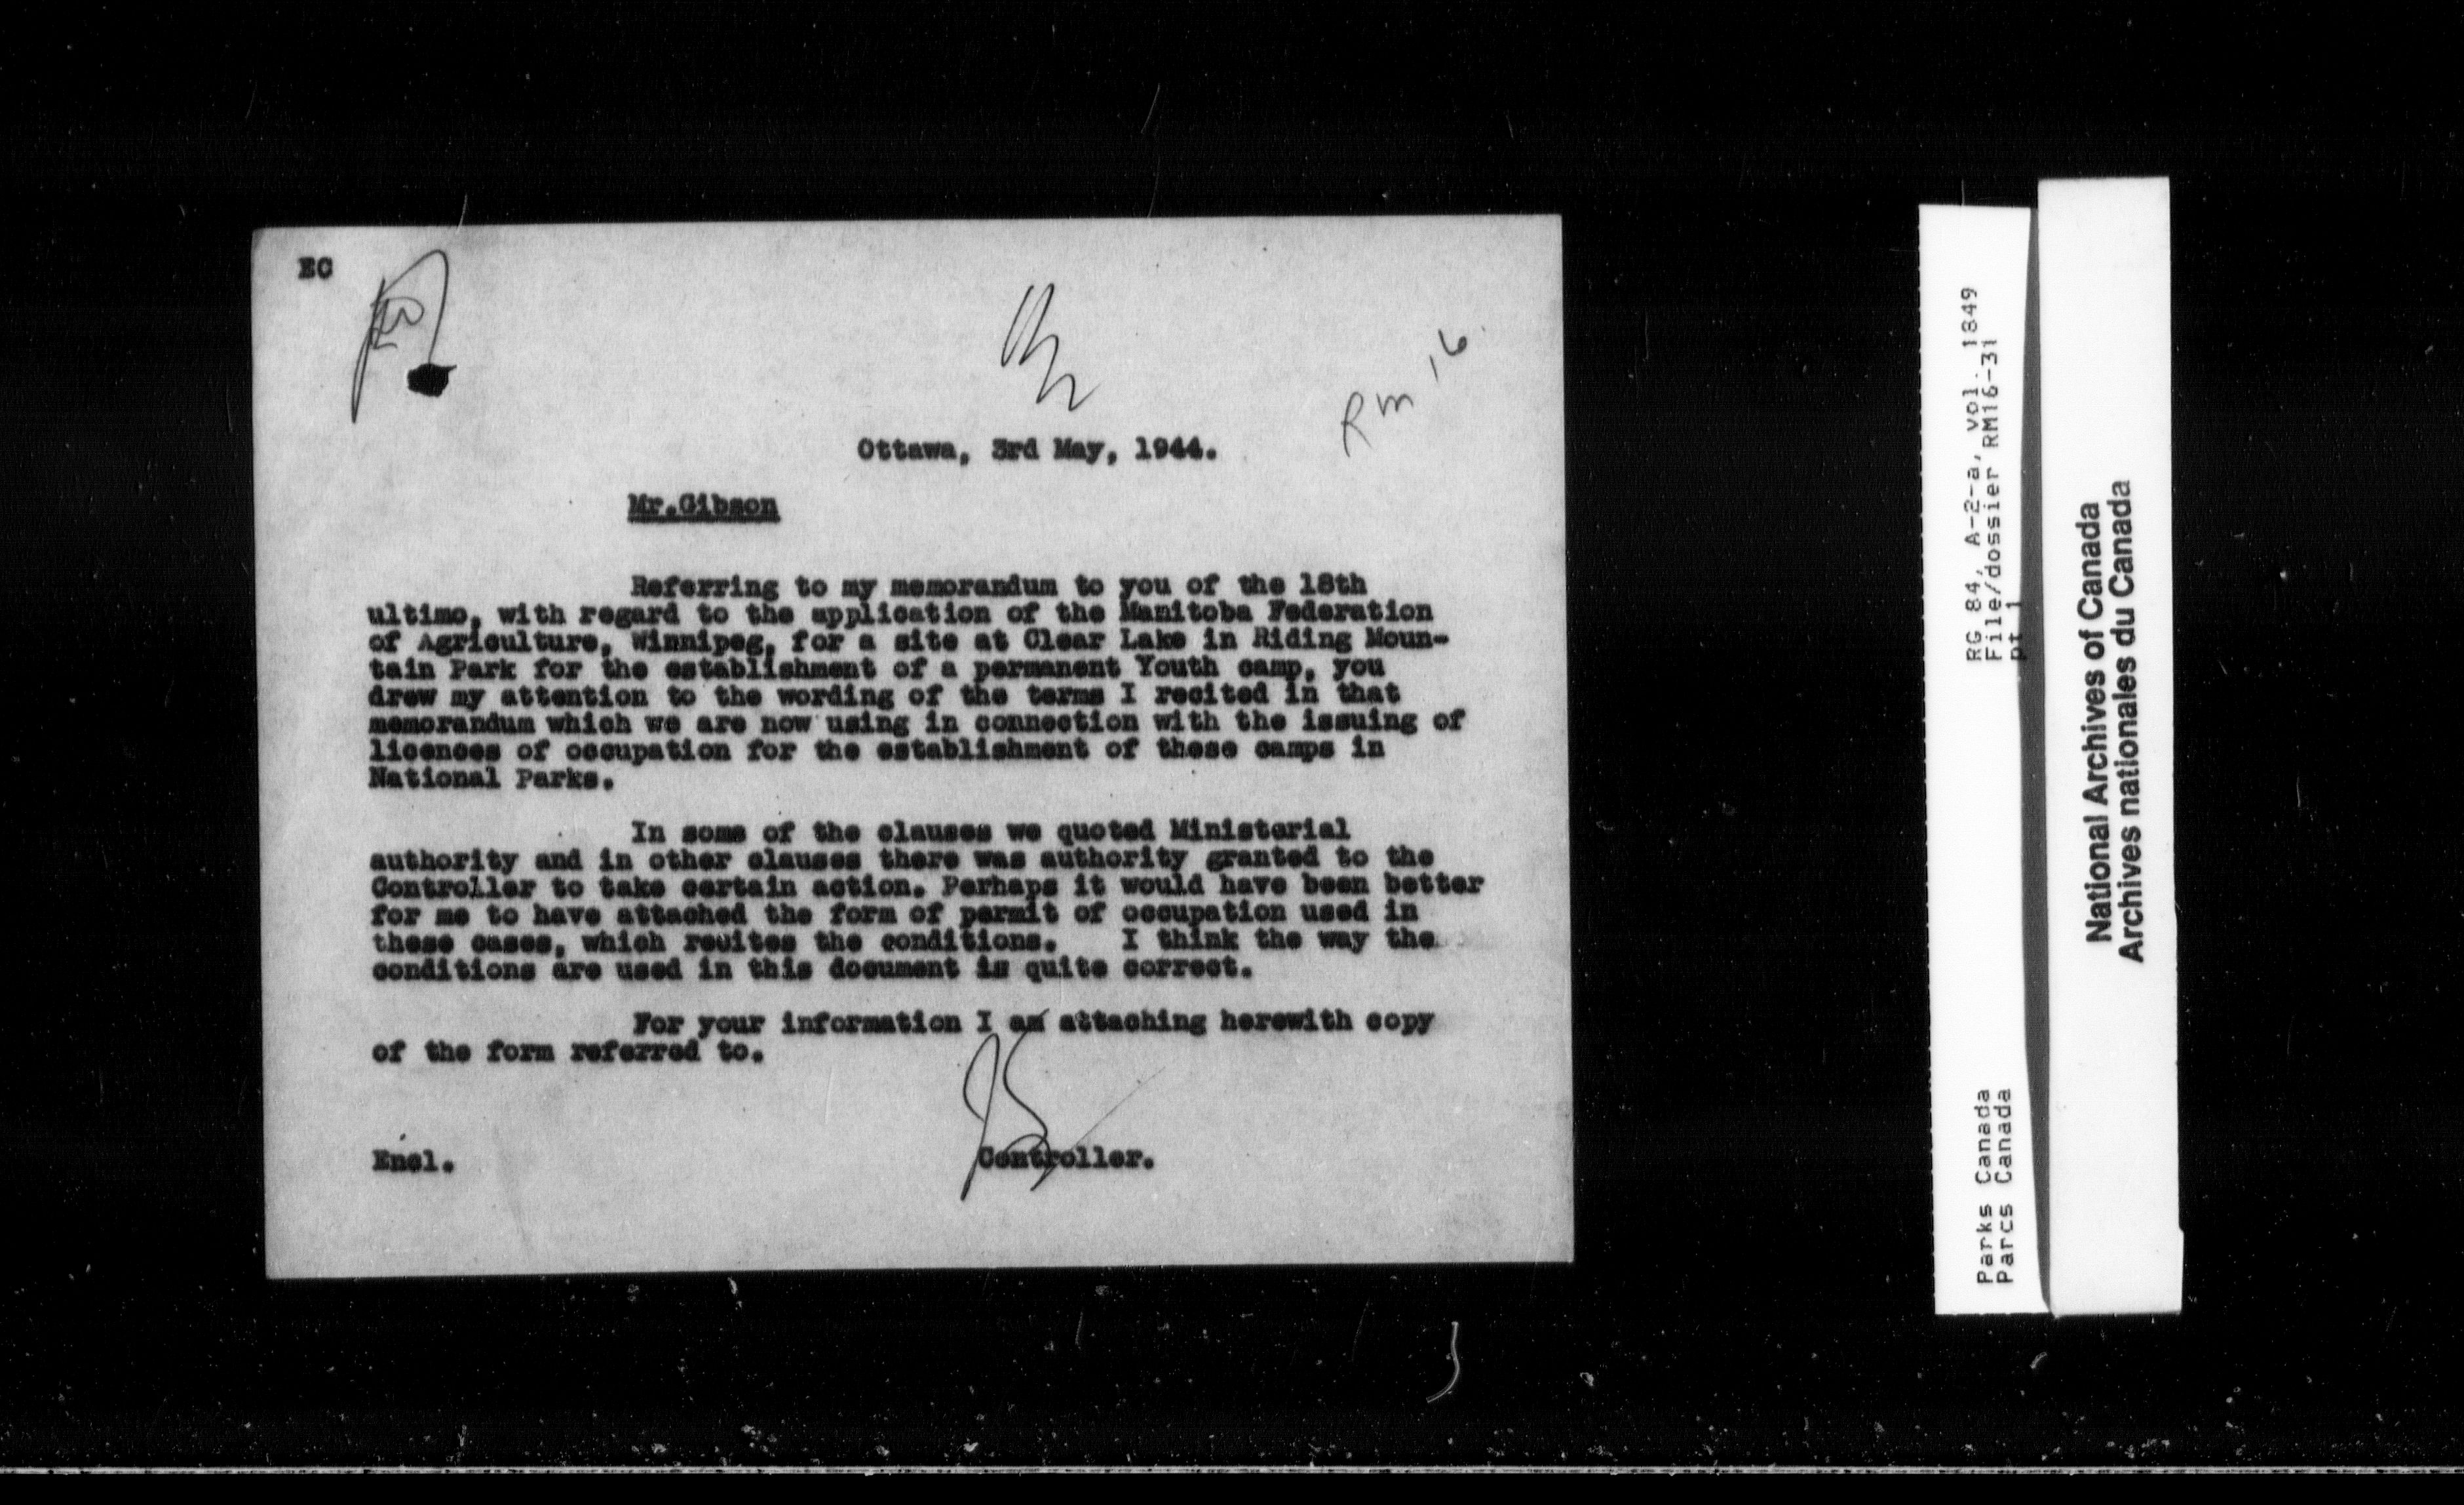 EC
Rm 16.
Ottawa, 3rd May, 1944.
Mr.Gibson
Referring to my memorandum to you of the 18th
ultimo, with regard to the application of the Manitoba Federation
of Agriculture, Winnipeg, for a site at Clear Lake in Riding Moun-
tain Park for the establishment of a permanent Youth camp, you
drew my attention to the wording of the terms I recited in that
memorandum which we are now using in connection with the issuing of
licences of occupation for the establishment of these camps in
National Parks.
In some of the clauses we quoted Ministerial
authority and in other clauses there was authority granted to the
Controller to take certain action. Perhaps it would have been better
for me to have attached the form of permit of occupation used in
these cases, which recites the conditions. I think the way the
conditions are used in this document is quite correct.
For your information I am attaching herewith copy
of the form referred to.
Encl.
Controller.
RG 84, A-2-a, vol. 1849
File/dossier RM16-31
pt 1
Parks Canada
Parcs Canada
National Archives of Canada
Archives nationales du Canada